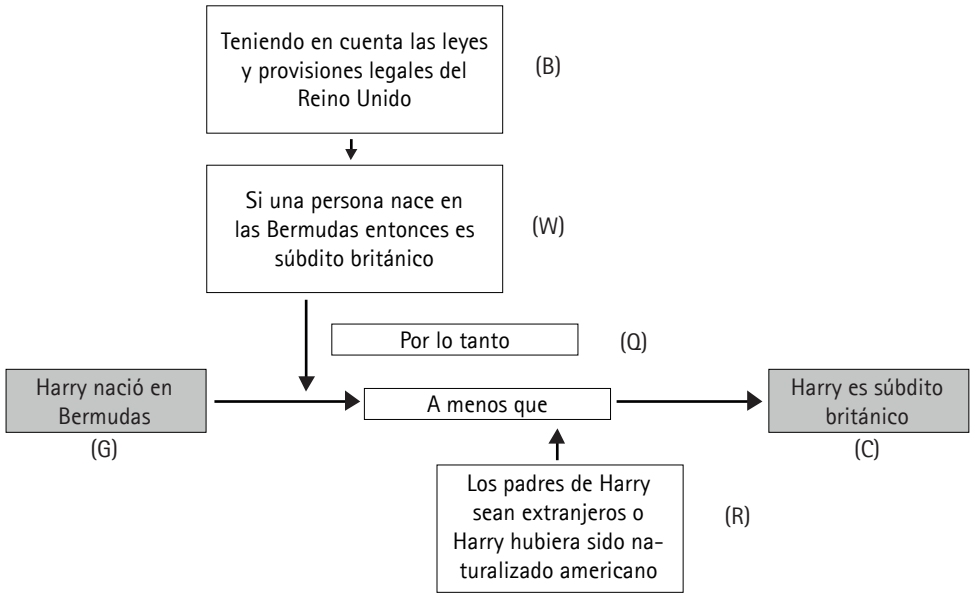 Teniendo en cuenta las leyes
y provisiones legales del
Reino Unido
(B)
Si una persona nace en
las Bermudas entonces es
súbdito británico
(W)
Por lo tanto
(Q)
Harry nació en
Bermudas
(G)
A menos que
Harry es súbdito
británico
(C)
Los padres de Harry
sean extranjeros o
Harry hubiera sido na-
turalizado americano
(R)